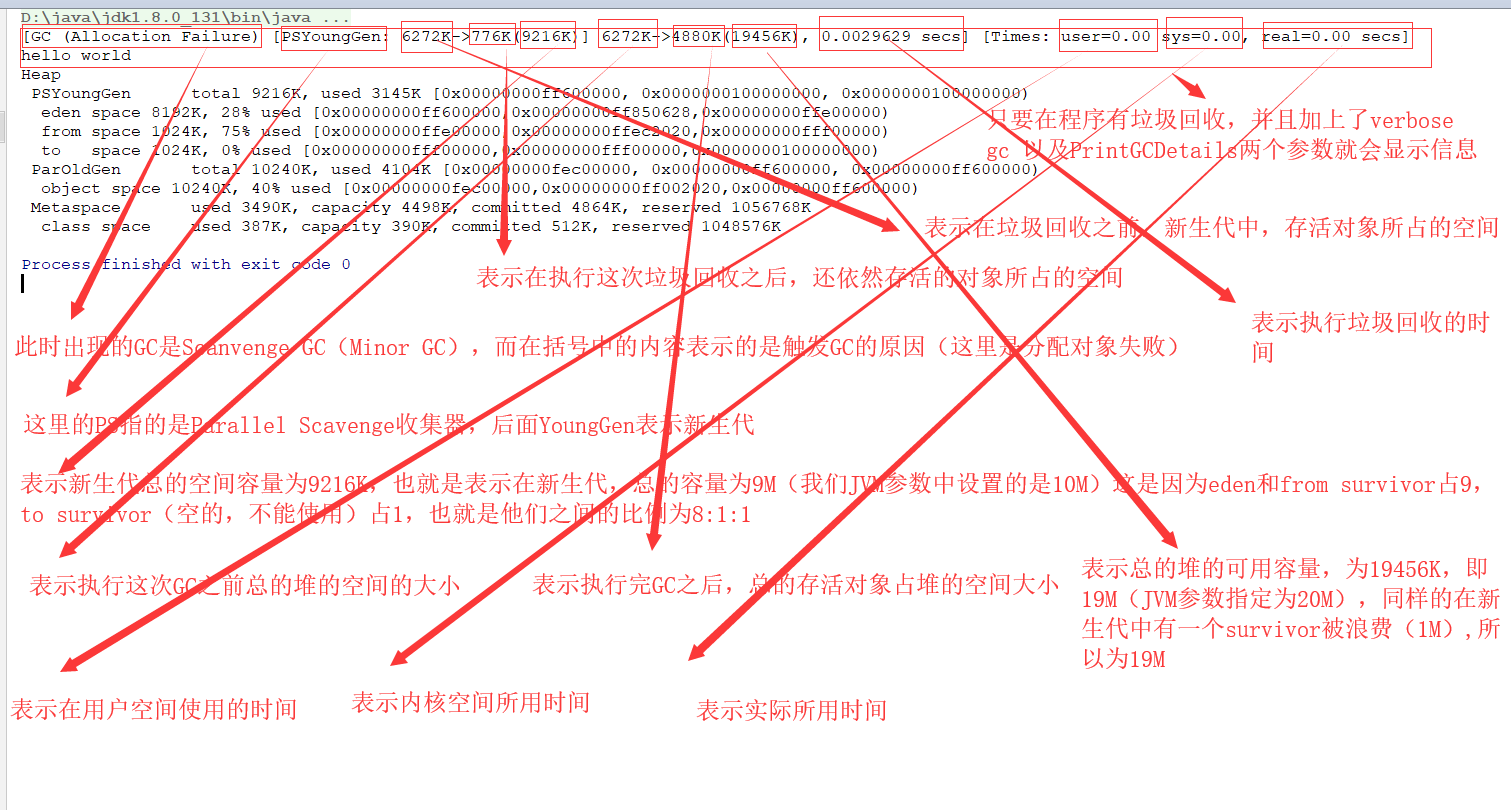 D:\java\jdk1.8.0_131\bin\java ...
[GC (Allocation Failure) [PSYoungGen: 6272K->776K(9216K)] 6272K->4880K(19456K), 0.0029629 secs] [Times: user=0.00 sys=0.00, real=0.00 secs]
hello world
Heap
PSYoungGen      total 9216K, used 3145K [0x00000000ff600000, 0x0000000100000000, 0x0000000100000000)
eden space 8192K, 28% used [0x00000000ff600000,0x00000000ff850628,0x00000000ffe00000)
from space 1024K, 75% used [0x00000000ffe00000,0x00000000ffec2020,0x00000000fff00000)
to   space 1024K, 0% used [0x00000000fff00000,0x00000000fff00000,0x0000000100000000)
ParOldGen       total 10240K, used 4104K [0x00000000fec00000, 0x00000000ff600000, 0x00000000ff600000)
object space 10240K, 40% used [0x00000000fec00000,0x00000000ff002020,0x00000000ff600000)
Metaspace       used 3490K, capacity 4498K, committed 4864K, reserved 1056768K
class space    used 387K, capacity 390K, committed 512K, reserved 1048576K
Process finished with exit code 0
只要在程序有垃圾回收，并且加上了verbose
gc 以及PrintGCDetails两个参数就会显示信息
表示在垃圾回收之前，新生代中，存活对象所占的空间
表示在执行这次垃圾回收之后，还依然存活的对象所占的空间
表示执行垃圾回收的时
间
此时出现的GC是Scanvenge GC（Minor GC），而在括号中的内容表示的是触发GC的原因（这里是分配对象失败）
这里的PS指的是Parallel Scavenge收集器，后面YoungGen表示新生代
表示新生代总的空间容量为9216K，也就是表示在新生代，总的容量为9M（我们JVM参数中设置的是10M）这是因为eden和from survivor占9，
to survivor（空的，不能使用）占1，也就是他们之间的比例为8:1:1
表示执行这次GC之前总的堆的空间的大小
表示执行完GC之后，总的存活对象占堆的空间大小
表示总的堆的可用容量，为19456K，即
19M（JVM参数指定为20M），同样的在新
生代中有一个survivor被浪费（1M）,所
以为19M
表示在用户空间使用的时间
表示内核空间所用时间
表示实际所用时间